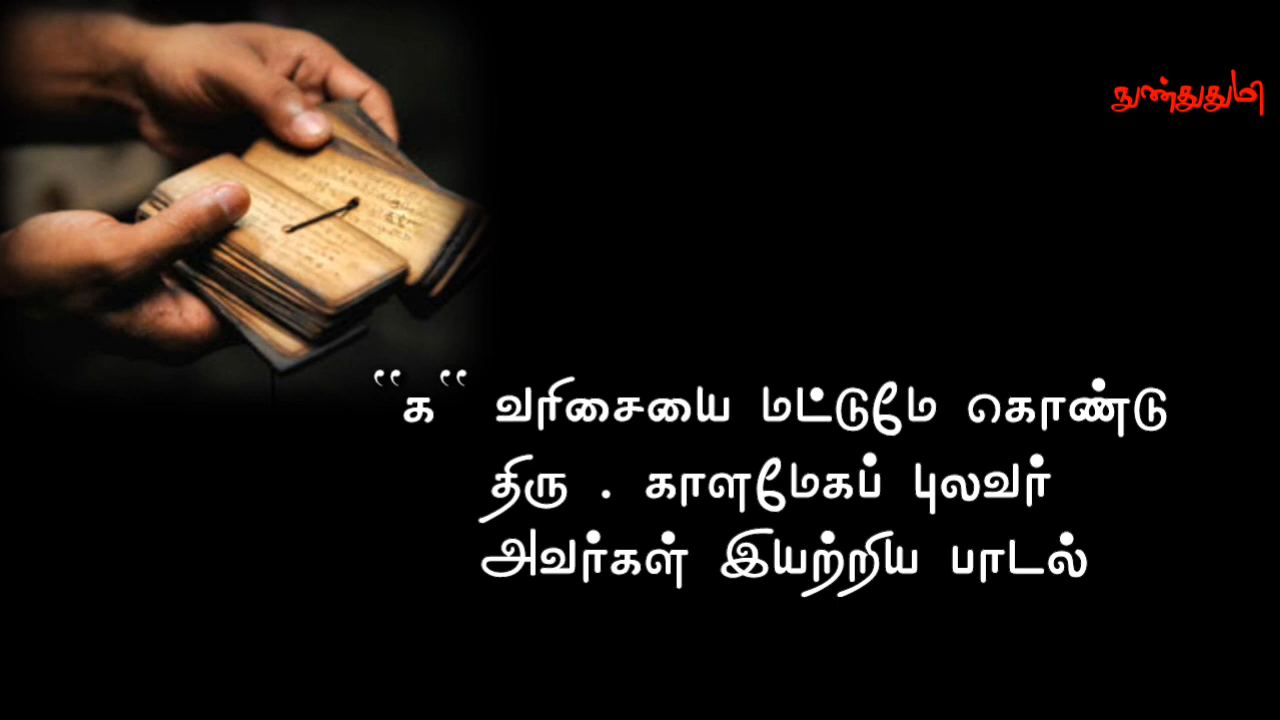 நுண்துதுமி
‘‘க‘‘ வரிசையை மட்டுமே கொண்டு
திரு . காளமேகப் புலவர்
அவர்கள் இயற்றிய பாடல்